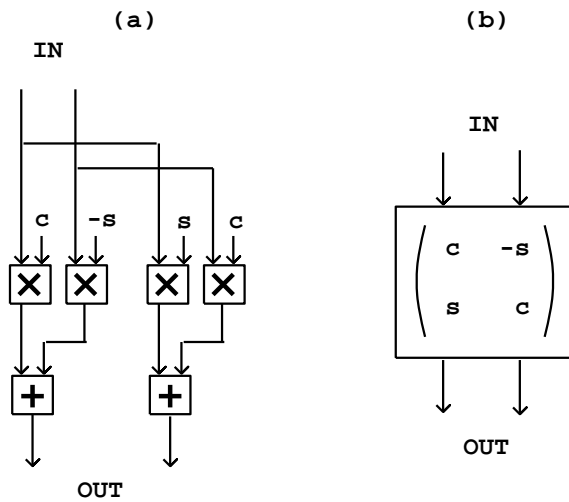 (a) (b)
IN
IN
c -s s c
c -s
× × × ×
s c
+ +
OUT
OUT